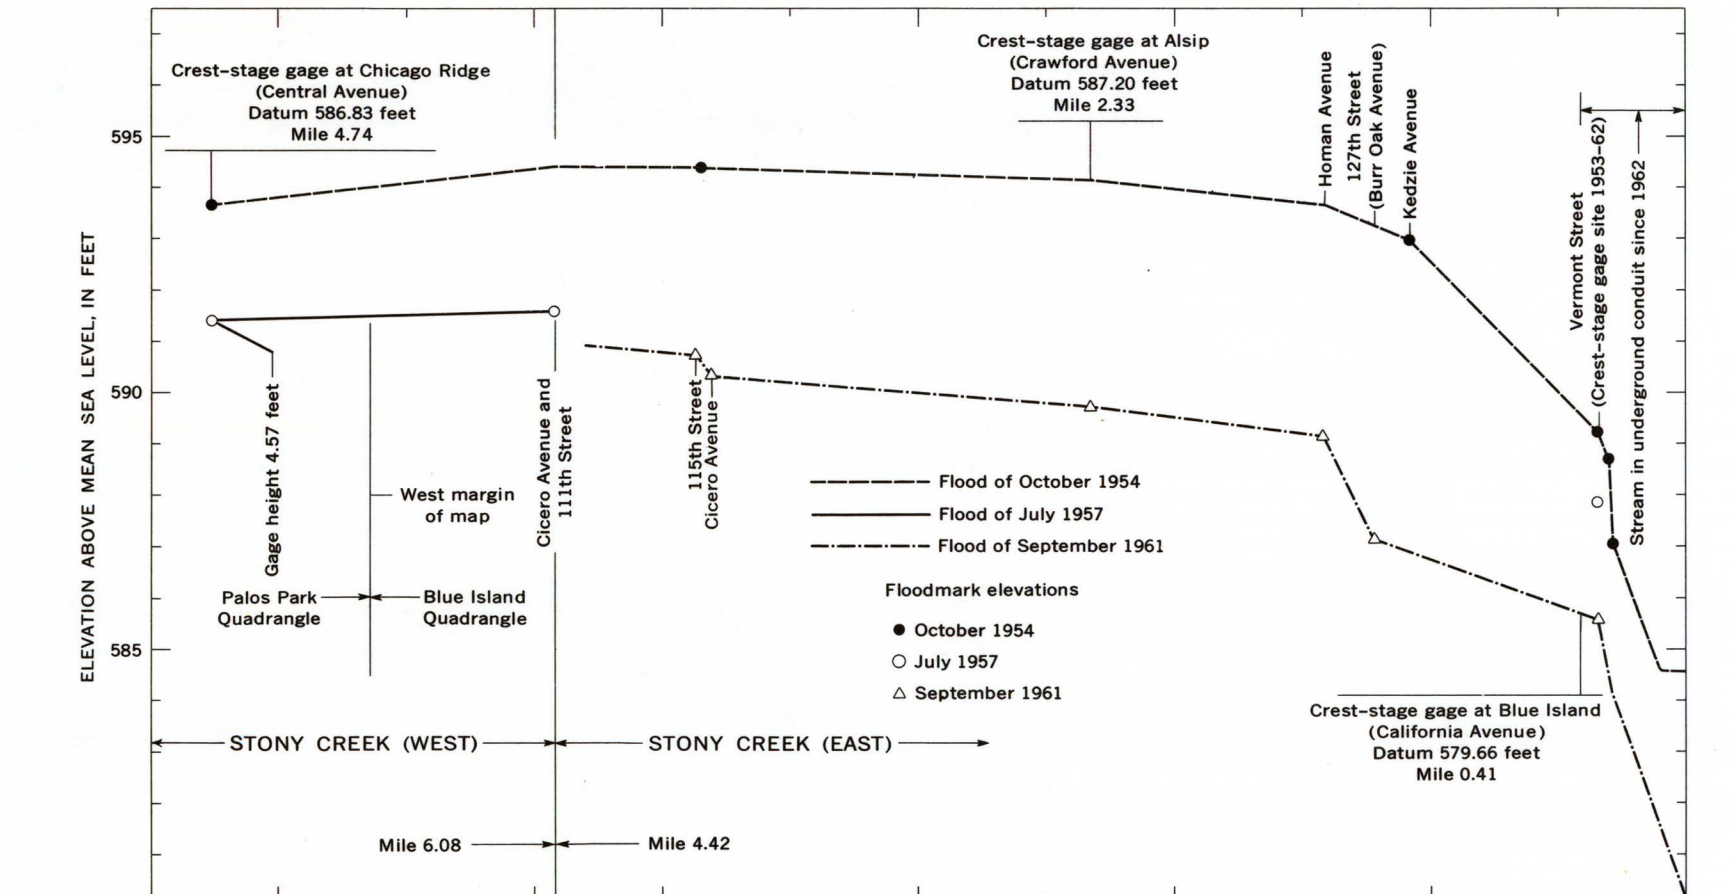 Crest-stage gage at Chicago Ridge
(Central Avenue)
Datum 586.83 feet
Mile 4.74
Crest-stage gage at Alsip
(Crawford Avenue)
Datum 587.20 feet
Mile 2.33
Homan Avenue
127th Street
(Burr Oak Avenue)
Kedzie Avenue
Vermont Street
(Crest-stage gage site 1953-62)
Stream in underground conduit since 1962
ELEVATION ABOVE MEAN SEA LEVEL, IN FEET
595
590
585
Gage height 4.57 feet
West margin
of map
Palos Park
Quadrangle
Blue Island
Quadrangle
Cicero Avenue and
111th Street
115th Street
Cicero Avenue
Flood of October 1954
Flood of July 1957
Flood of September 1961
Floodmark elevations
October 1954
July 1957
September 1961
Crest-stage gage at Blue Island
(California Avenue)
Datum 579.66 feet
Mile 0.41
STONY CREEK (WEST)
STONY CREEK (EAST)
Mile 6.08
Mile 4.42